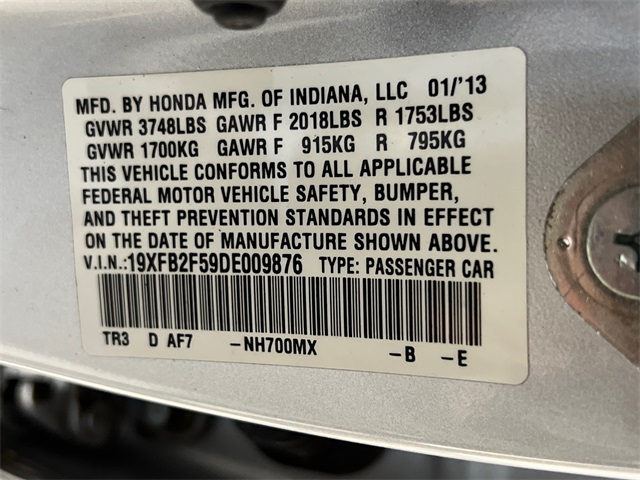 MFD. BY HONDA MFG. OF INDIANA, LLC 01/'13
GVWR 3748LBS GAWR F 2018LBS R 1753LBS
GVWR 1700KG GAWR F 915KG R 795KG
THIS VEHICLE CONFORMS TO ALL APPLICABLE
FEDERAL MOTOR VEHICLE SAFETY, BUMPER,
AND THEFT PREVENTION STANDARDS IN EFFECT
ON THE DATE OF MANUFACTURE SHOWN ABOVE.
V.I.N.:19XFB2F59DE009876 TYPE: PASSENGER CAR
TR3 D AF7 -NH700MX -B -E